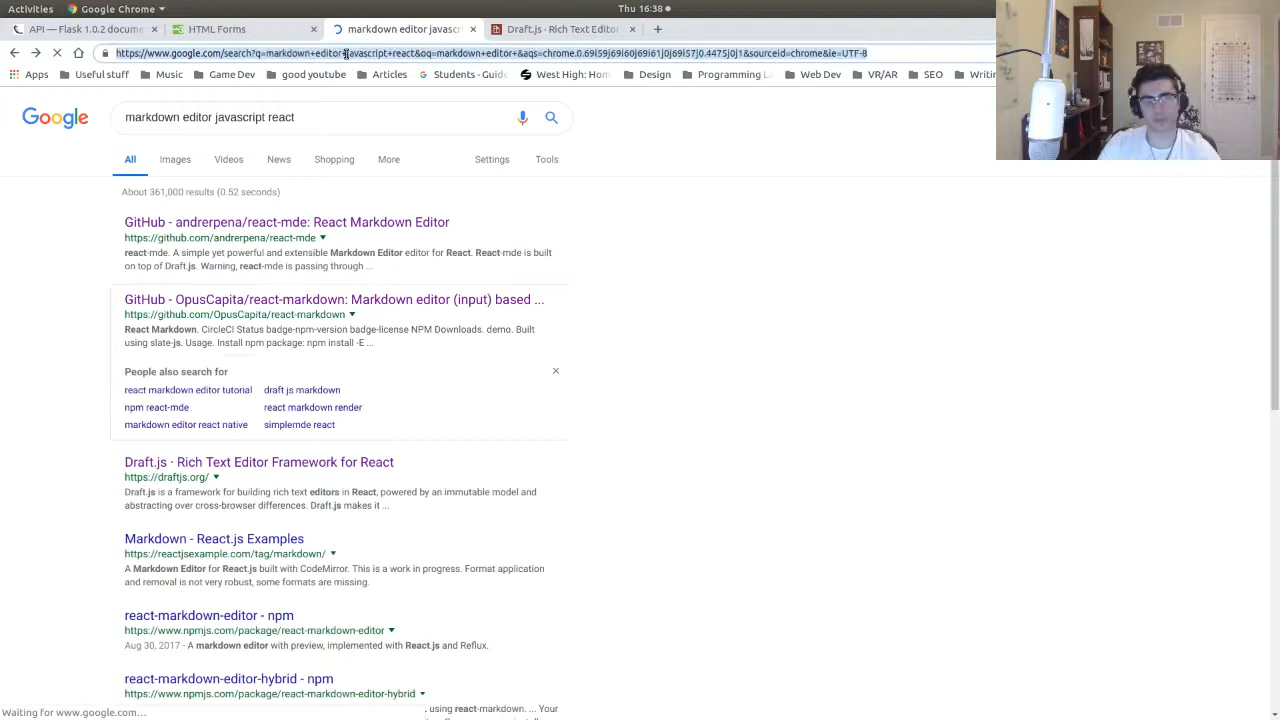 Activities
Google Chrome
Thu 16:38
API — Flask 1.0.2 docume
HTML Forms
markdown editor javascri
Draft.js · Rich Text Editor
https://www.google.com/search?q=markdown+editor+javascript+react&oq=markdown+editor+&aqs=chrome.0.69i59j69i60j69i61j0j69i57j0.4475j0j1&sourceid=chrome&ie=UTF-8
Apps
Useful stuff
Music
Game Dev
good youtube
Articles
Students - Guide
West High: Hom
Design
Programming La
Web Dev
VR/AR
SEO
Writin
Google
markdown editor javascript react
All
Images
Videos
News
Shopping
More
Settings
Tools
About 361,000 results (0.52 seconds)
GitHub - andrerpena/react-mde: React Markdown Editor
https://github.com/andrerpena/react-mde
react-mde. A simple yet powerful and extensible Markdown Editor editor for React. React-mde is built
on top of Draft.js. Warning, react-mde is passing through ...
GitHub - OpusCapita/react-markdown: Markdown editor (input) based ...
https://github.com/OpusCapita/react-markdown
React Markdown. CircleCI Status badge-npm-version badge-license NPM Downloads. demo. Built
using slate-js. Usage. Install npm package: npm install -E ...
People also search for
react markdown editor tutorial
draft js markdown
npm react-mde
react markdown render
markdown editor react native
simplemde react
Draft.js · Rich Text Editor Framework for React
https://draftjs.org/
Draft.js is a framework for building rich text editors in React, powered by an immutable model and
abstracting over cross-browser differences. Draft.js makes it ...
Markdown - React.js Examples
https://reactjsexample.com/tag/markdown/
A Markdown Editor for React.js built with CodeMirror. This is a work in progress. Format application
and removal is not very robust, some formats are missing.
react-markdown-editor - npm
https://www.npmjs.com/package/react-markdown-editor
Aug 30, 2017 - A markdown editor with preview, implemented with React.js and Reflux.
react-markdown-editor-hybrid - npm
https://www.npmjs.com/package/react-markdown-editor-hybrid
using react-markdown. ... Your
Waiting for www.google.com...